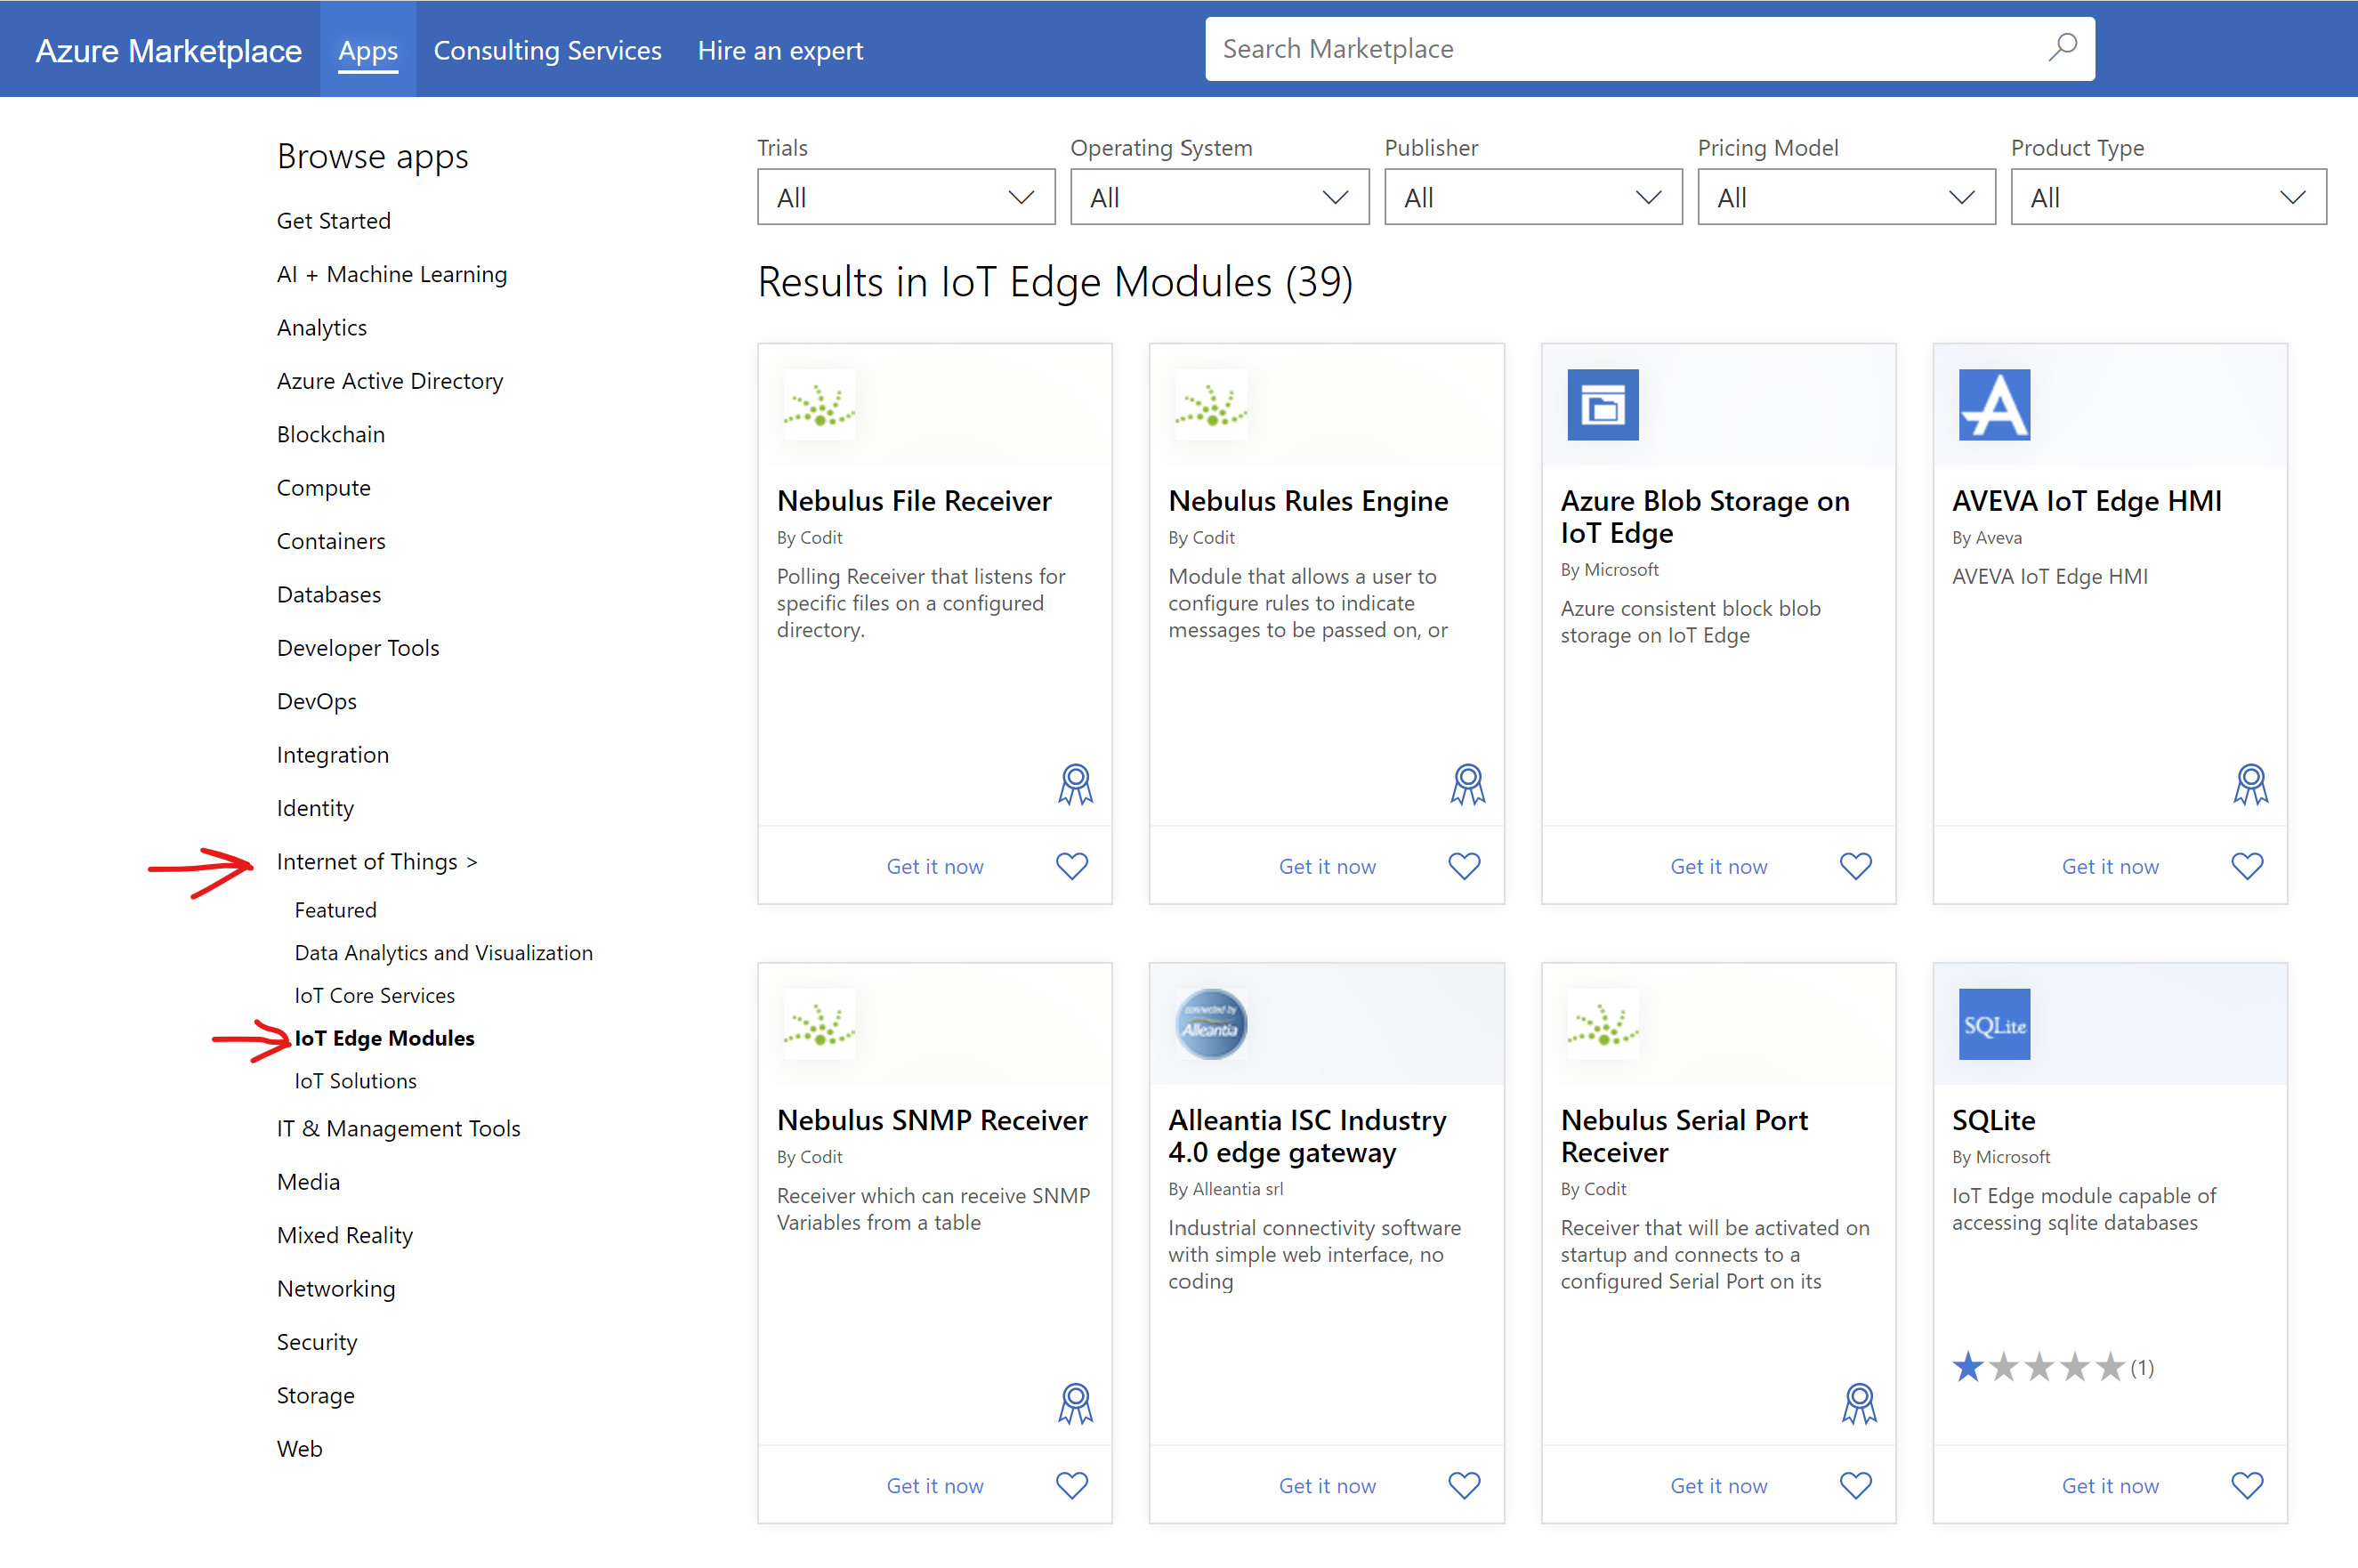 Azure Marketplace
Apps
Consulting Services
Hire an expert
Search Marketplace
Browse apps
Get Started
AI + Machine Learning
Analytics
Azure Active Directory
Blockchain
Compute
Containers
Databases
Developer Tools
DevOps
Integration
Identity
Internet of Things >
Featured
Data Analytics and Visualization
IoT Core Services
IoT Edge Modules
IoT Solutions
IT & Management Tools
Media
Mixed Reality
Networking
Security
Storage
Web
Trials
All
Operating System
All
Publisher
All
Pricing Model
All
Product Type
All
Results in IoT Edge Modules (39)
Nebulus File Receiver
By Codit
Polling Receiver that listens for
specific files on a configured
directory.
Get it now
Nebulus Rules Engine
By Codit
Module that allows a user to
configure rules to indicate
messages to be passed on, or
Get it now
Azure Blob Storage on
IoT Edge
By Microsoft
Azure consistent block blob
storage on IoT Edge
Get it now
AVEVA IoT Edge HMI
By Aveva
AVEVA IoT Edge HMI
Get it now
Nebulus SNMP Receiver
By Codit
Receiver which can receive SNMP
Variables from a table
Get it now
connected by
Alleantia
Alleantia ISC Industry
4.0 edge gateway
By Alleantia srl
Industrial connectivity software
with simple web interface, no
coding
Get it now
Nebulus Serial Port
Receiver
By Codit
Receiver that will be activated on
startup and connects to a
configured Serial Port on its
Get it now
SQLite
SQLite
By Microsoft
IoT Edge module capable of
accessing sqlite databases
(1)
Get it now